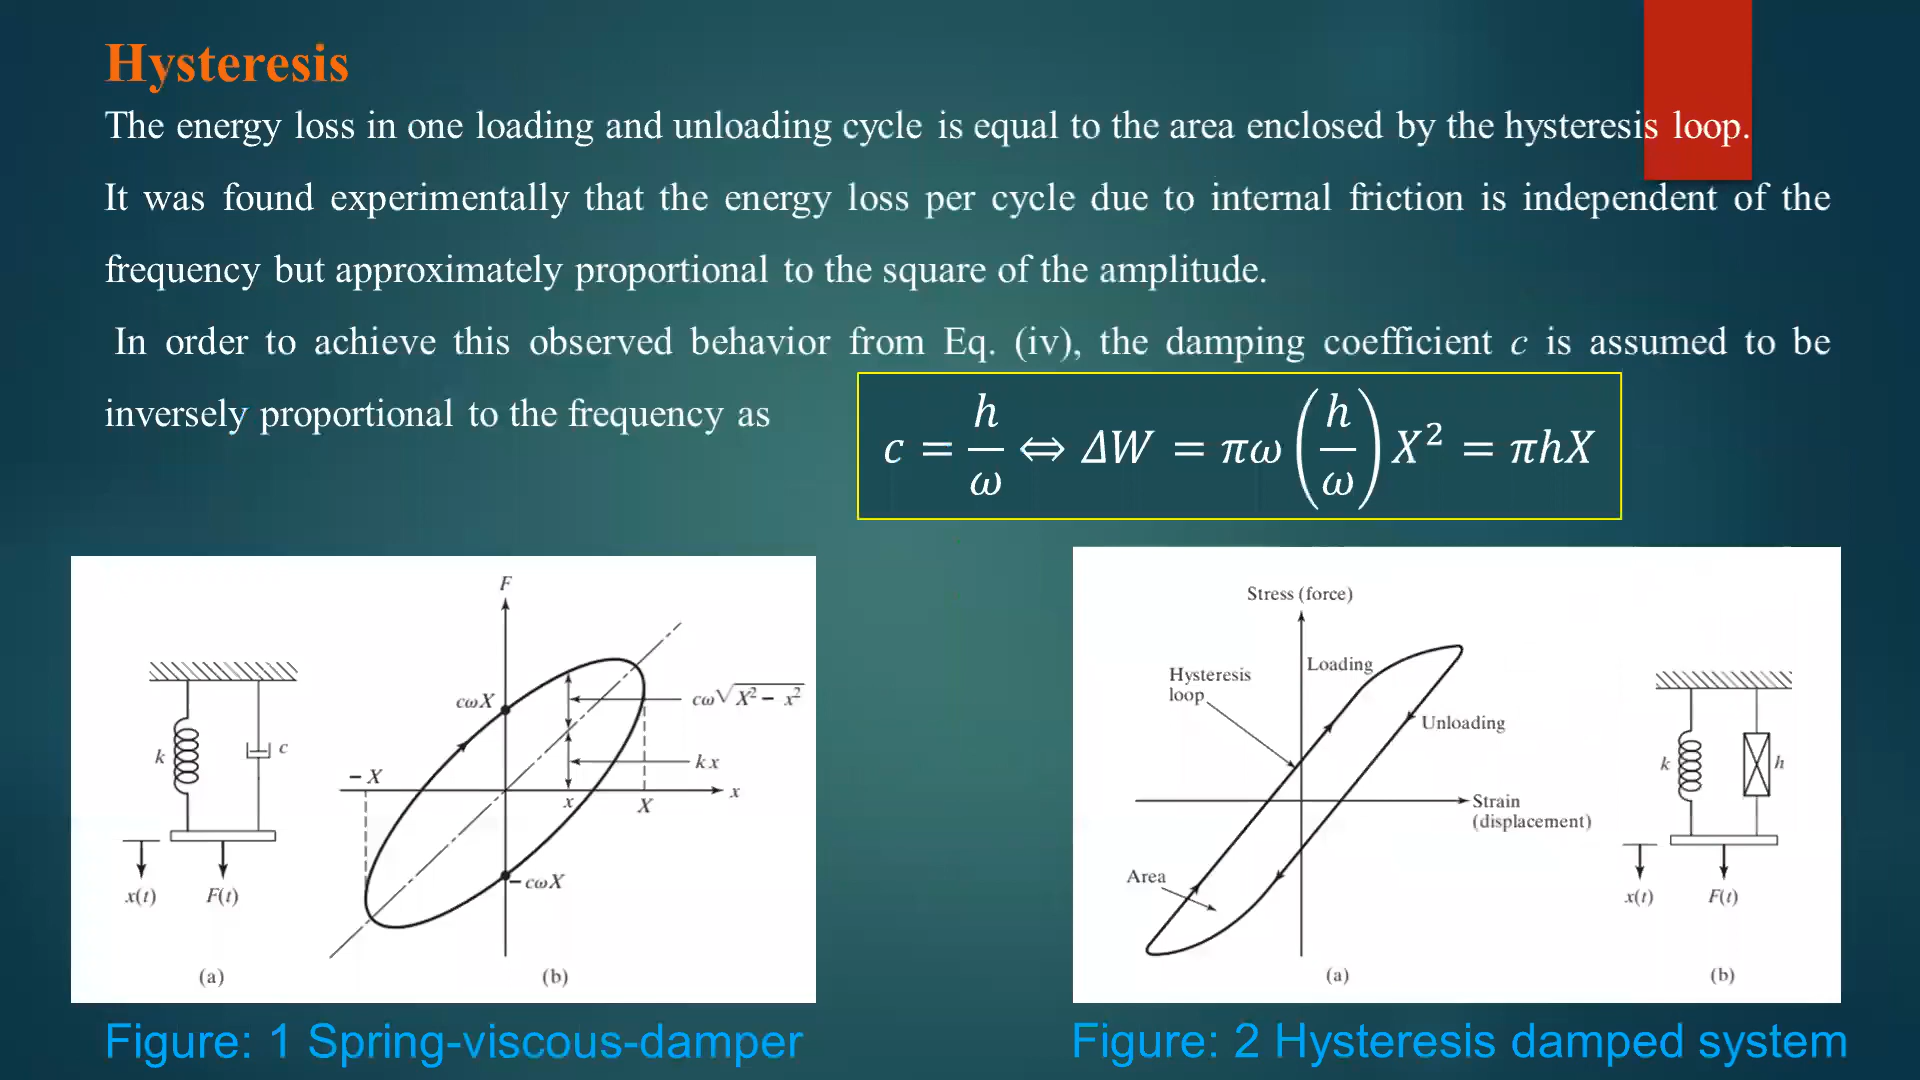 Hysteresis
The energy loss in one loading and unloading cycle is equal to the area enclosed by the hysteresis loop.
It was found experimentally that the energy loss per cycle due to internal friction is independent of the
frequency but approximately proportional to the square of the amplitude.
In order to achieve this observed behavior from Eq. (iv), the damping coefficient c is assumed to be
inversely proportional to the frequency as
c = h/ω ⇔ ΔW = πω(h/ω)X² = πhX
F
cωX
cω√X² − x²
k
c
kx
− X
x
X
x
−cωX
x(t)
F(t)
(a)
(b)
Stress (force)
Loading
Hysteresis
loop
Unloading
k
h
Strain
(displacement)
Area
x(t)
F(t)
(a)
(b)
Figure: 1 Spring-viscous-damper
Figure: 2 Hysteresis damped system